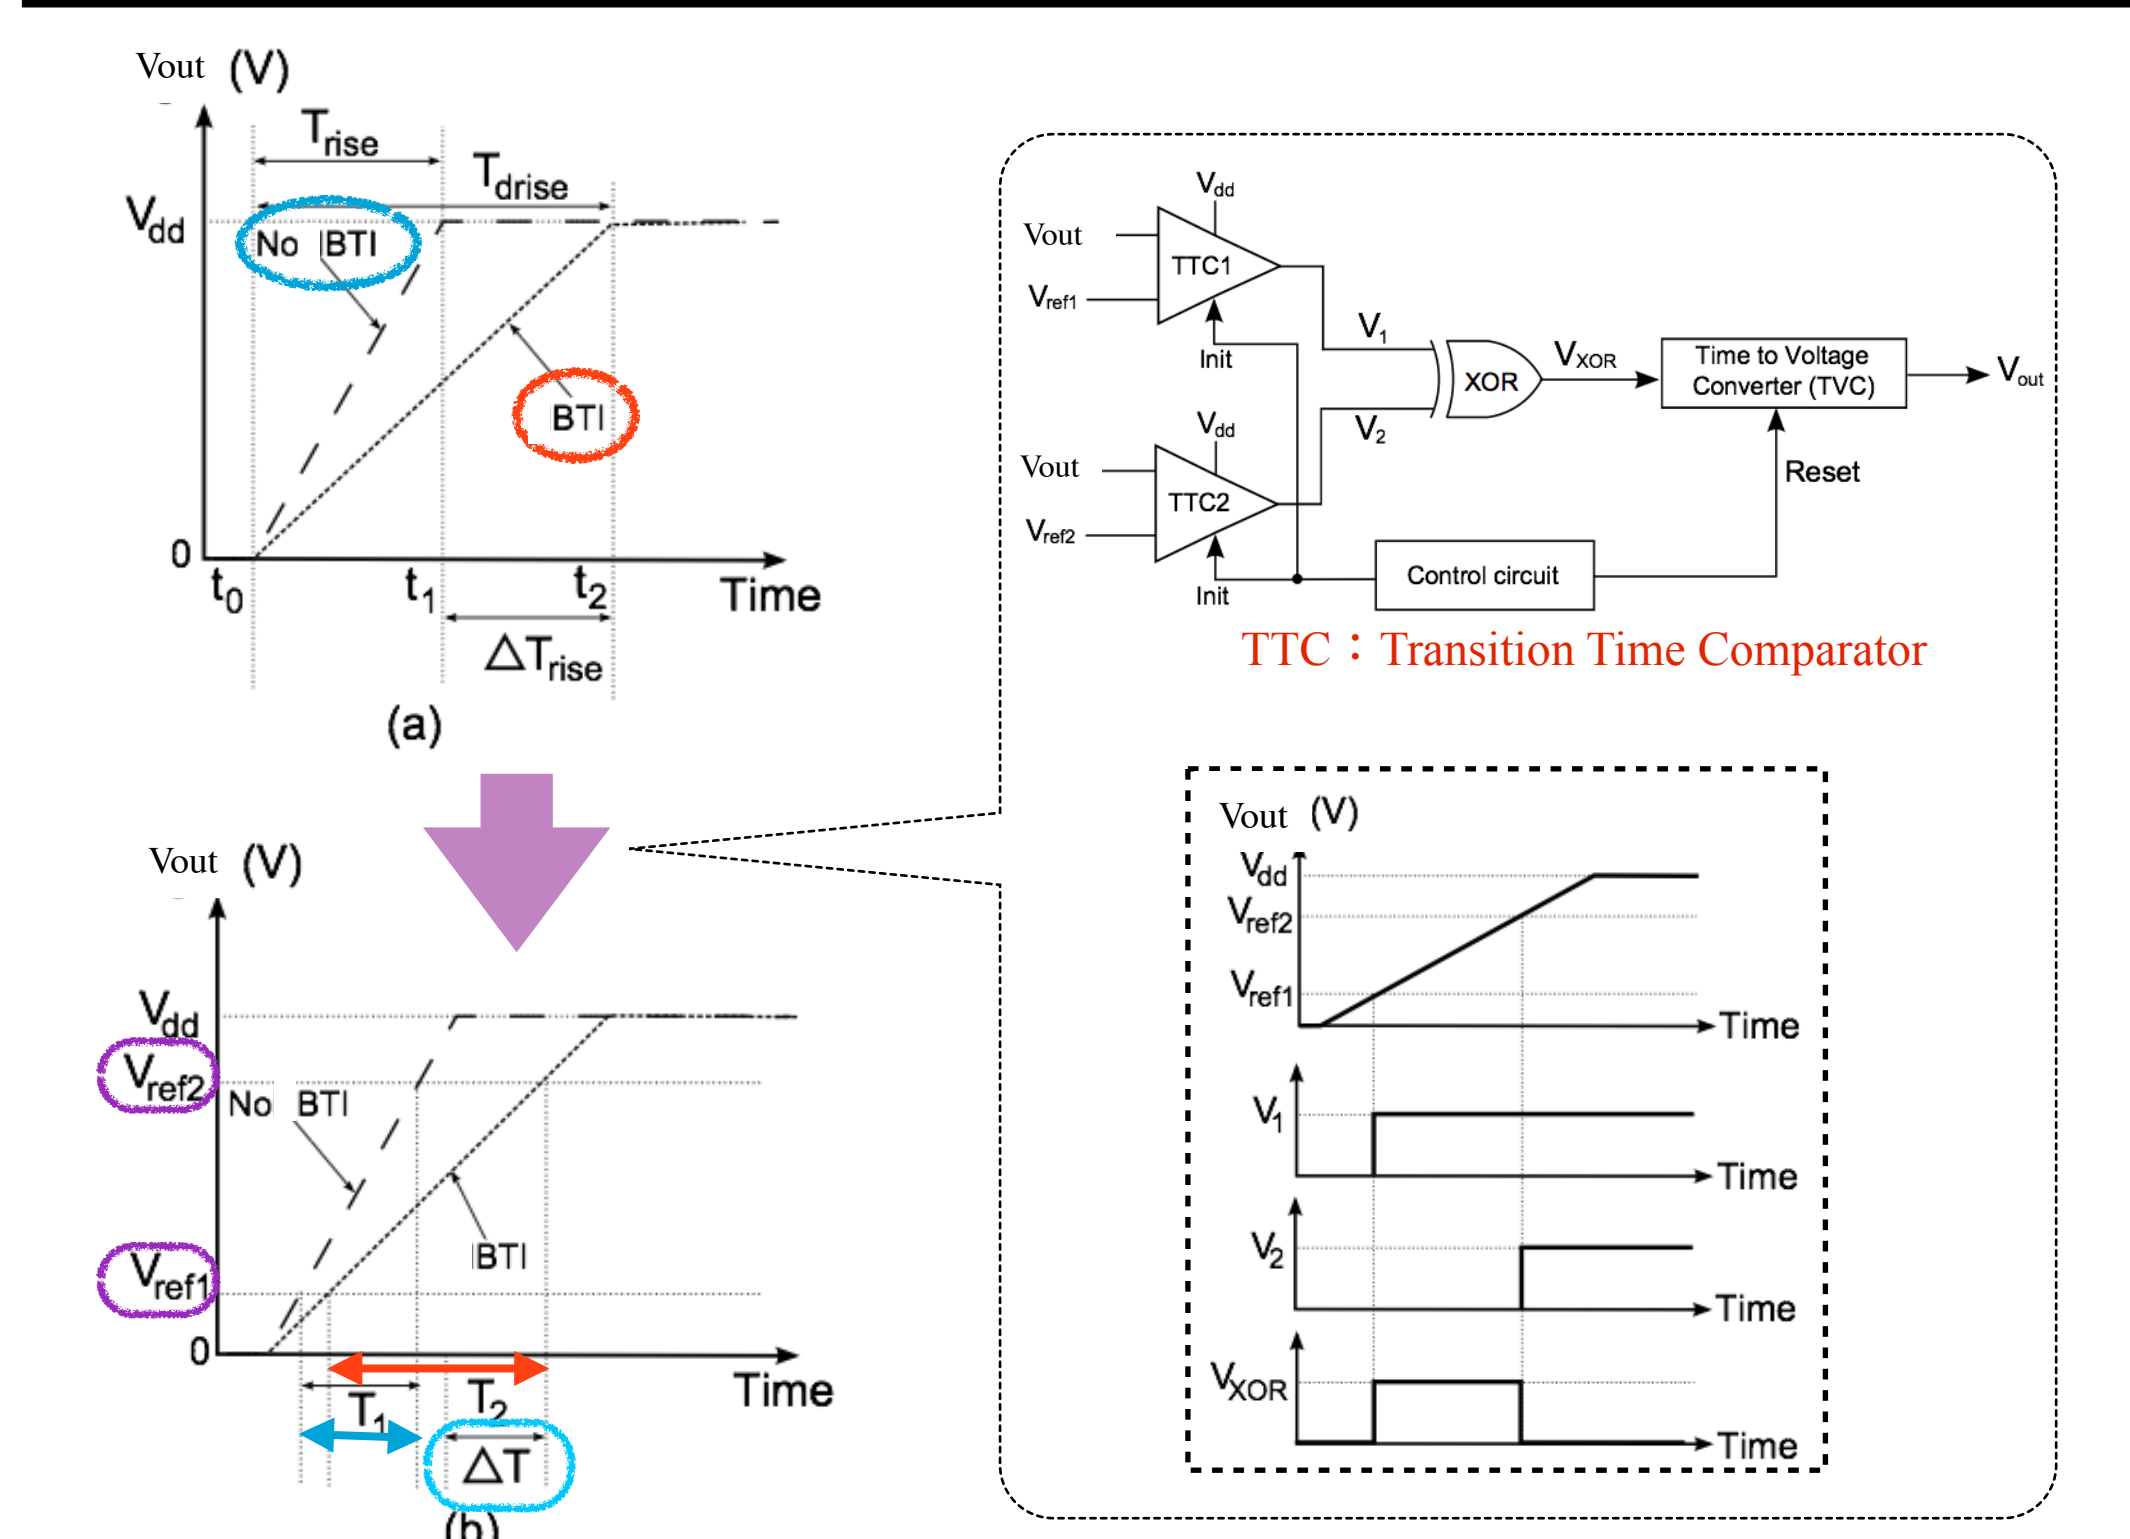 Vout (V)
Trise
Tdrise
Vdd
No BTI
BTI
0
t0
t1
t2
Time
△Trise
(a)
Vout (V)
Vdd
Vref2
No BTI
BTI
Vref1
0
Time
T1
T2
△T
(b)
Vdd
Vout
TTC1
Vref1
Init
V1
XOR
VXOR
Time to Voltage
Converter (TVC)
Vout
Vdd
V2
Vout
TTC2
Vref2
Init
Reset
Control circuit
TTC：Transition Time Comparator
Vout (V)
Vdd
Vref2
Vref1
Time
V1
Time
V2
Time
VXOR
Time